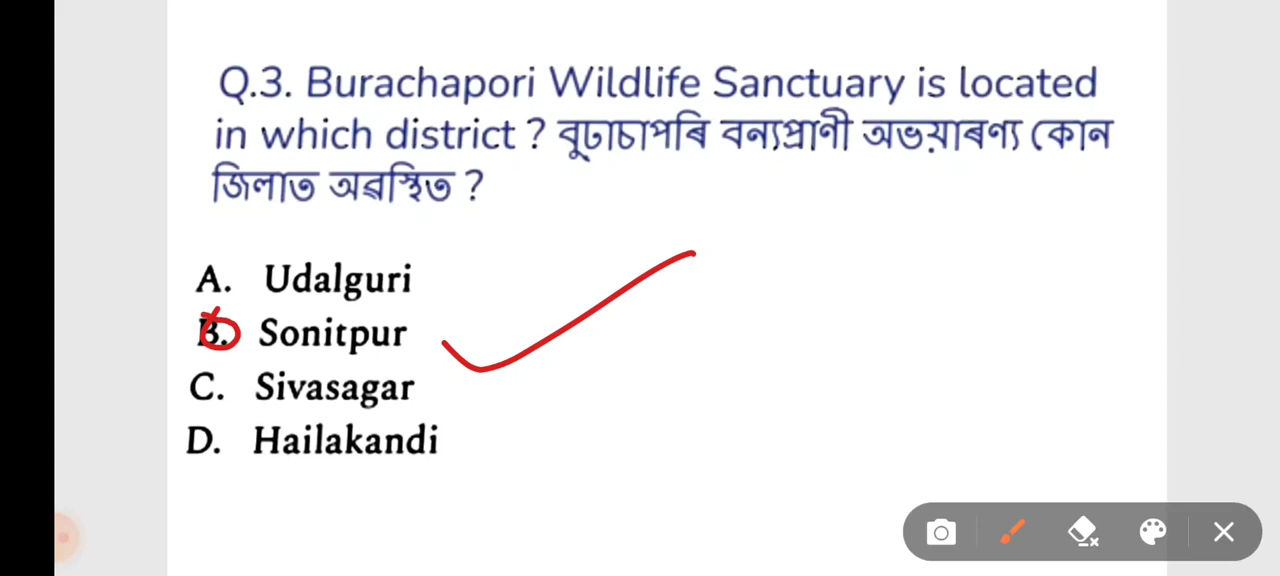 Q.3. Burachapori Wildlife Sanctuary is located
in which district ? বুঢাচাপৰি বন্যপ্ৰাণী অভয়াৰণ্য কোন
জিলাত অৱস্থিত ?
A. Udalguri
B. Sonitpur
C. Sivasagar
D. Hailakandi